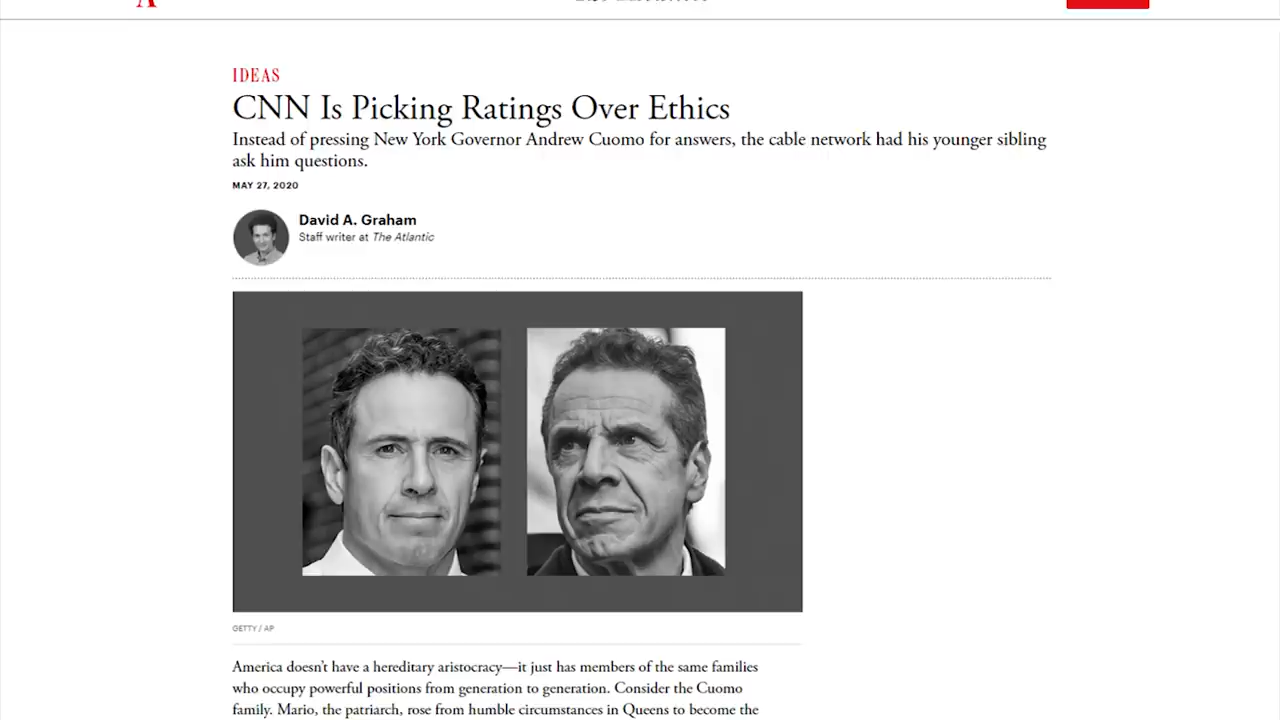 IDEAS
CNN Is Picking Ratings Over Ethics
Instead of pressing New York Governor Andrew Cuomo for answers, the cable network had his younger sibling
ask him questions.
MAY 27, 2020
David A. Graham
Staff writer at The Atlantic
GETTY / AP
America doesn't have a hereditary aristocracy—it just has members of the same families
who occupy powerful positions from generation to generation. Consider the Cuomo
family. Mario, the patriarch, rose from humble circumstances in Queens to become the